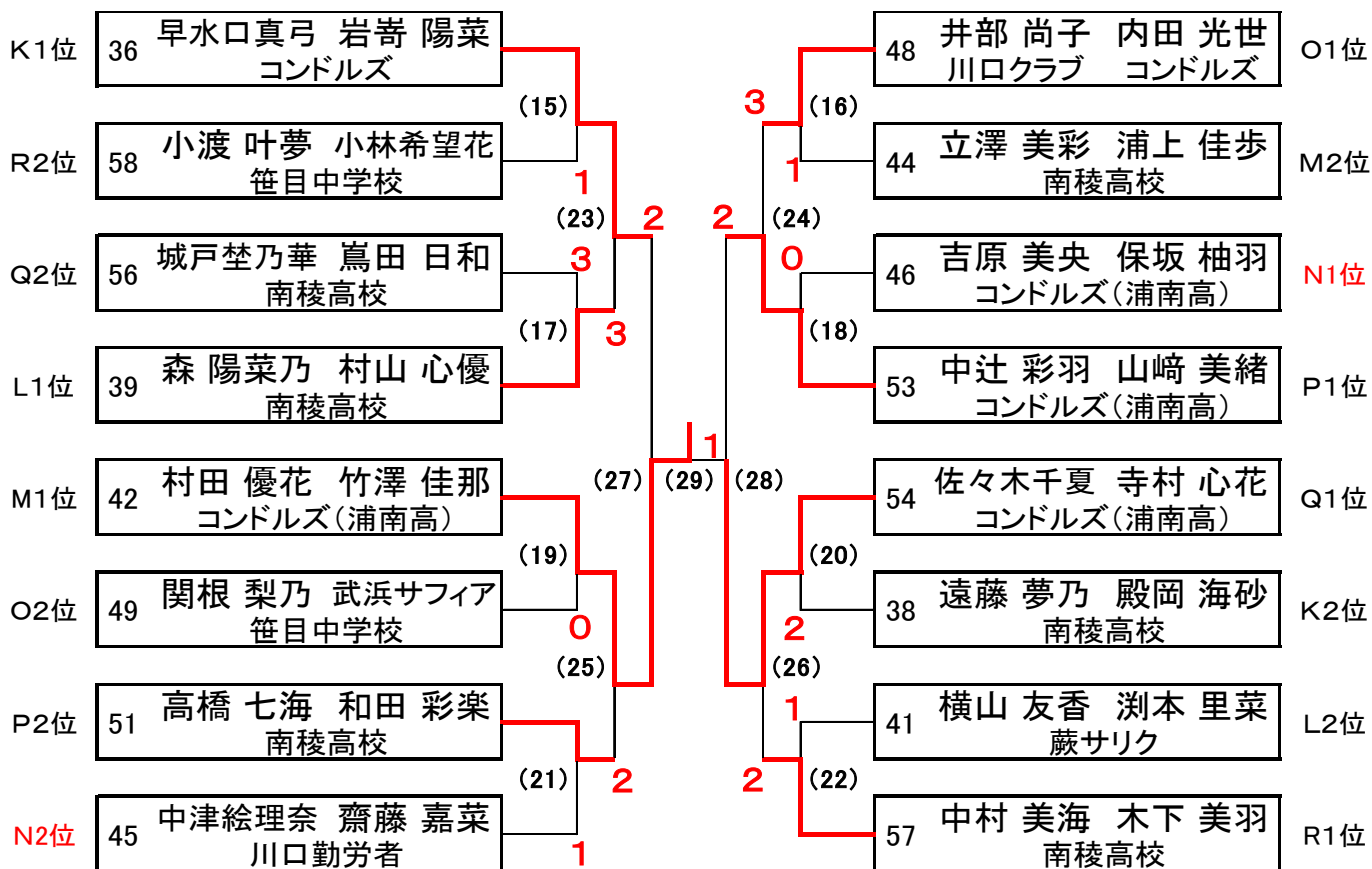 K1位 36 早水口真弓 岩嵜 陽菜
コンドルズ
(15)
R2位 58 小渡 叶夢 小林希望花
笹目中学校
1
(23)
2
Q2位 56 城戸埜乃華 嶌田 日和
南稜高校
3
(17)
3
L1位 39 森 陽菜乃 村山 心優
南稜高校
M1位 42 村田 優花 竹澤 佳那
コンドルズ(浦南高)
(19)
O2位 49 関根 梨乃 武浜サフィア
笹目中学校
0
(25)
P2位 51 高橋 七海 和田 彩楽
南稜高校
(21)
2
N2位 45 中津絵理奈 齋藤 嘉菜
川口勤労者
1
(27)
(29)
1
(28)
48 井部 尚子 内田 光世 O1位
川口クラブ コンドルズ
3
(16)
44 立澤 美彩 浦上 佳歩 M2位
南稜高校
1
2
(24)
46 吉原 美央 保坂 柚羽 N1位
コンドルズ(浦南高)
0
(18)
53 中辻 彩羽 山﨑 美緒 P1位
コンドルズ(浦南高)
54 佐々木千夏 寺村 心花 Q1位
コンドルズ(浦南高)
(20)
38 遠藤 夢乃 殿岡 海砂 K2位
南稜高校
2
(26)
41 横山 友香 渕本 里菜 L2位
蕨サリク
1
(22)
2
57 中村 美海 木下 美羽 R1位
南稜高校